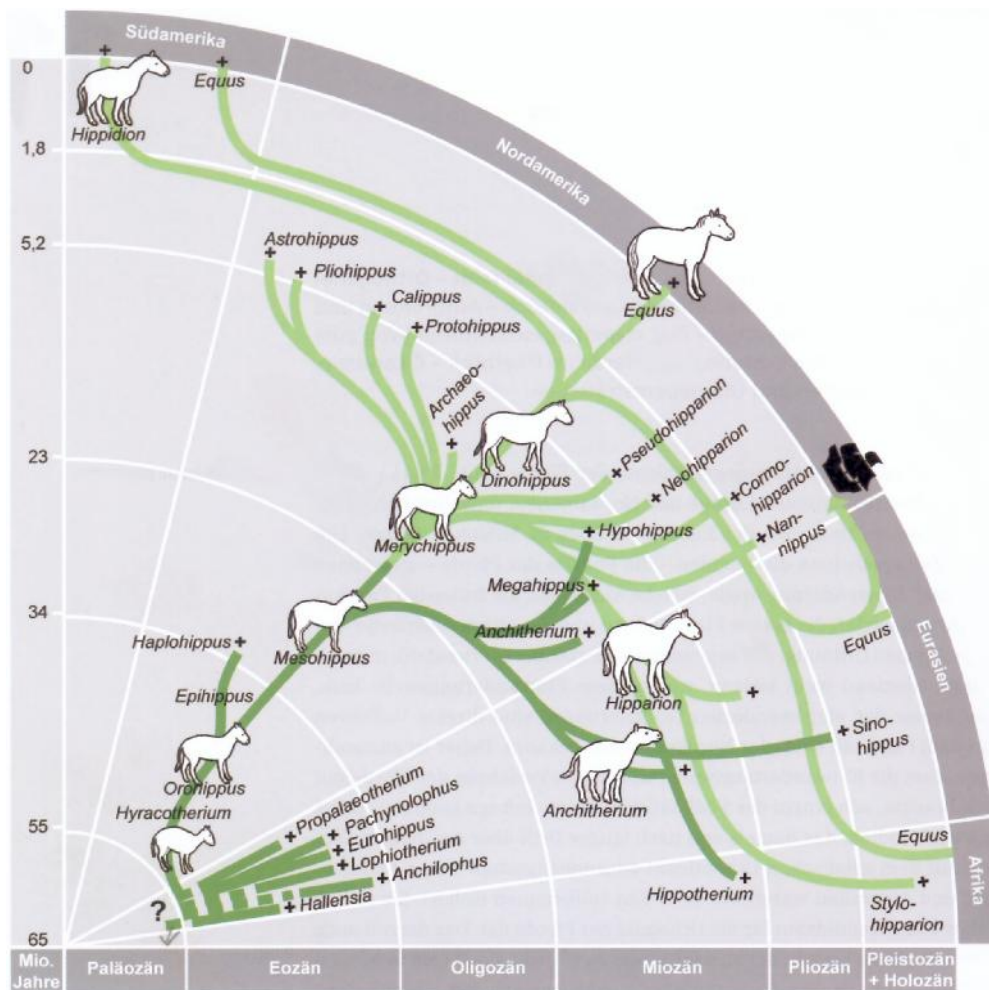 Südamerika
0
Equus
Hippidion
1,8
Nordamerika
5,2
Astrohippus
Pliohippus
Calippus
Protohippus
Equus
Archaeo-
hippus
23
Dinohippus
Pseudohipparion
Neohipparion
Cormo-
hipparion
Nan-
nippus
Merychippus
Hypohippus
Megahippus
34
Haplohippus
Mesohippus
Anchitherium
Equus
Eurasien
Epihippus
Hipparion
Sino-
hippus
Orohippus
Anchitherium
Hyracotherium
Propalaeotherium
Pachynolophus
Eurohippus
Lophiotherium
Anchilophus
Hallensia
55
?
Equus
Hippotherium
Stylo-
hipparion
Afrika
65
Mio.
Jahre
Paläozän
Eozän
Oligozän
Miozän
Pliozän
Pleistozän
+ Holozän